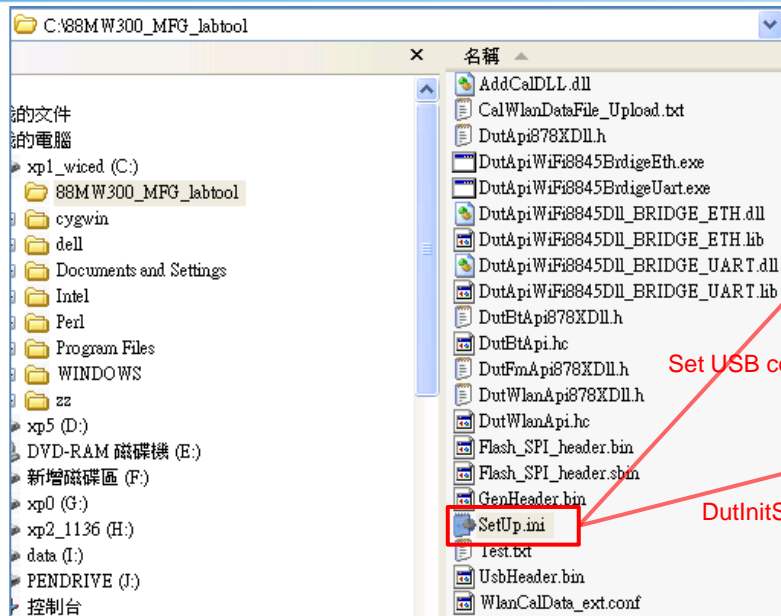 C:\88MW300_MFG_labtool
名稱
我的文件
我的電腦
xp1_wiced (C:)
88MW300_MFG_labtool
cygwin
dell
Documents and Settings
Intel
Perl
Program Files
WINDOWS
zz
xp5 (D:)
DVD-RAM 磁碟機 (E:)
新增磁碟區 (F:)
xp0 (G:)
xp2_1136 (H:)
data (I:)
PENDRIVE (J:)
控制台
AddCalDLL.dll
CalWlanDataFile_Upload.txt
DutApi878XDll.h
DutApiWiFi8845BrdigeEth.exe
DutApiWiFi8845BrdigeUart.exe
DutApiWiFi8845Dll_BRIDGE_ETH.dll
DutApiWiFi8845Dll_BRIDGE_ETH.lib
DutApiWiFi8845Dll_BRIDGE_UART.dll
DutApiWiFi8845Dll_BRIDGE_UART.lib
DutBtApi878XDll.h
DutBtApi.hc
DutFmApi878XDll.h
DutWlanApi878XDll.h
DutWlanApi.hc
Flash_SPI_header.bin
Flash_SPI_header.sbin
GenHeader.bin
SetUp.ini
Test.txt
UsbHeader.bin
WlanCalData_ext.conf
Set USB co
DutInitS